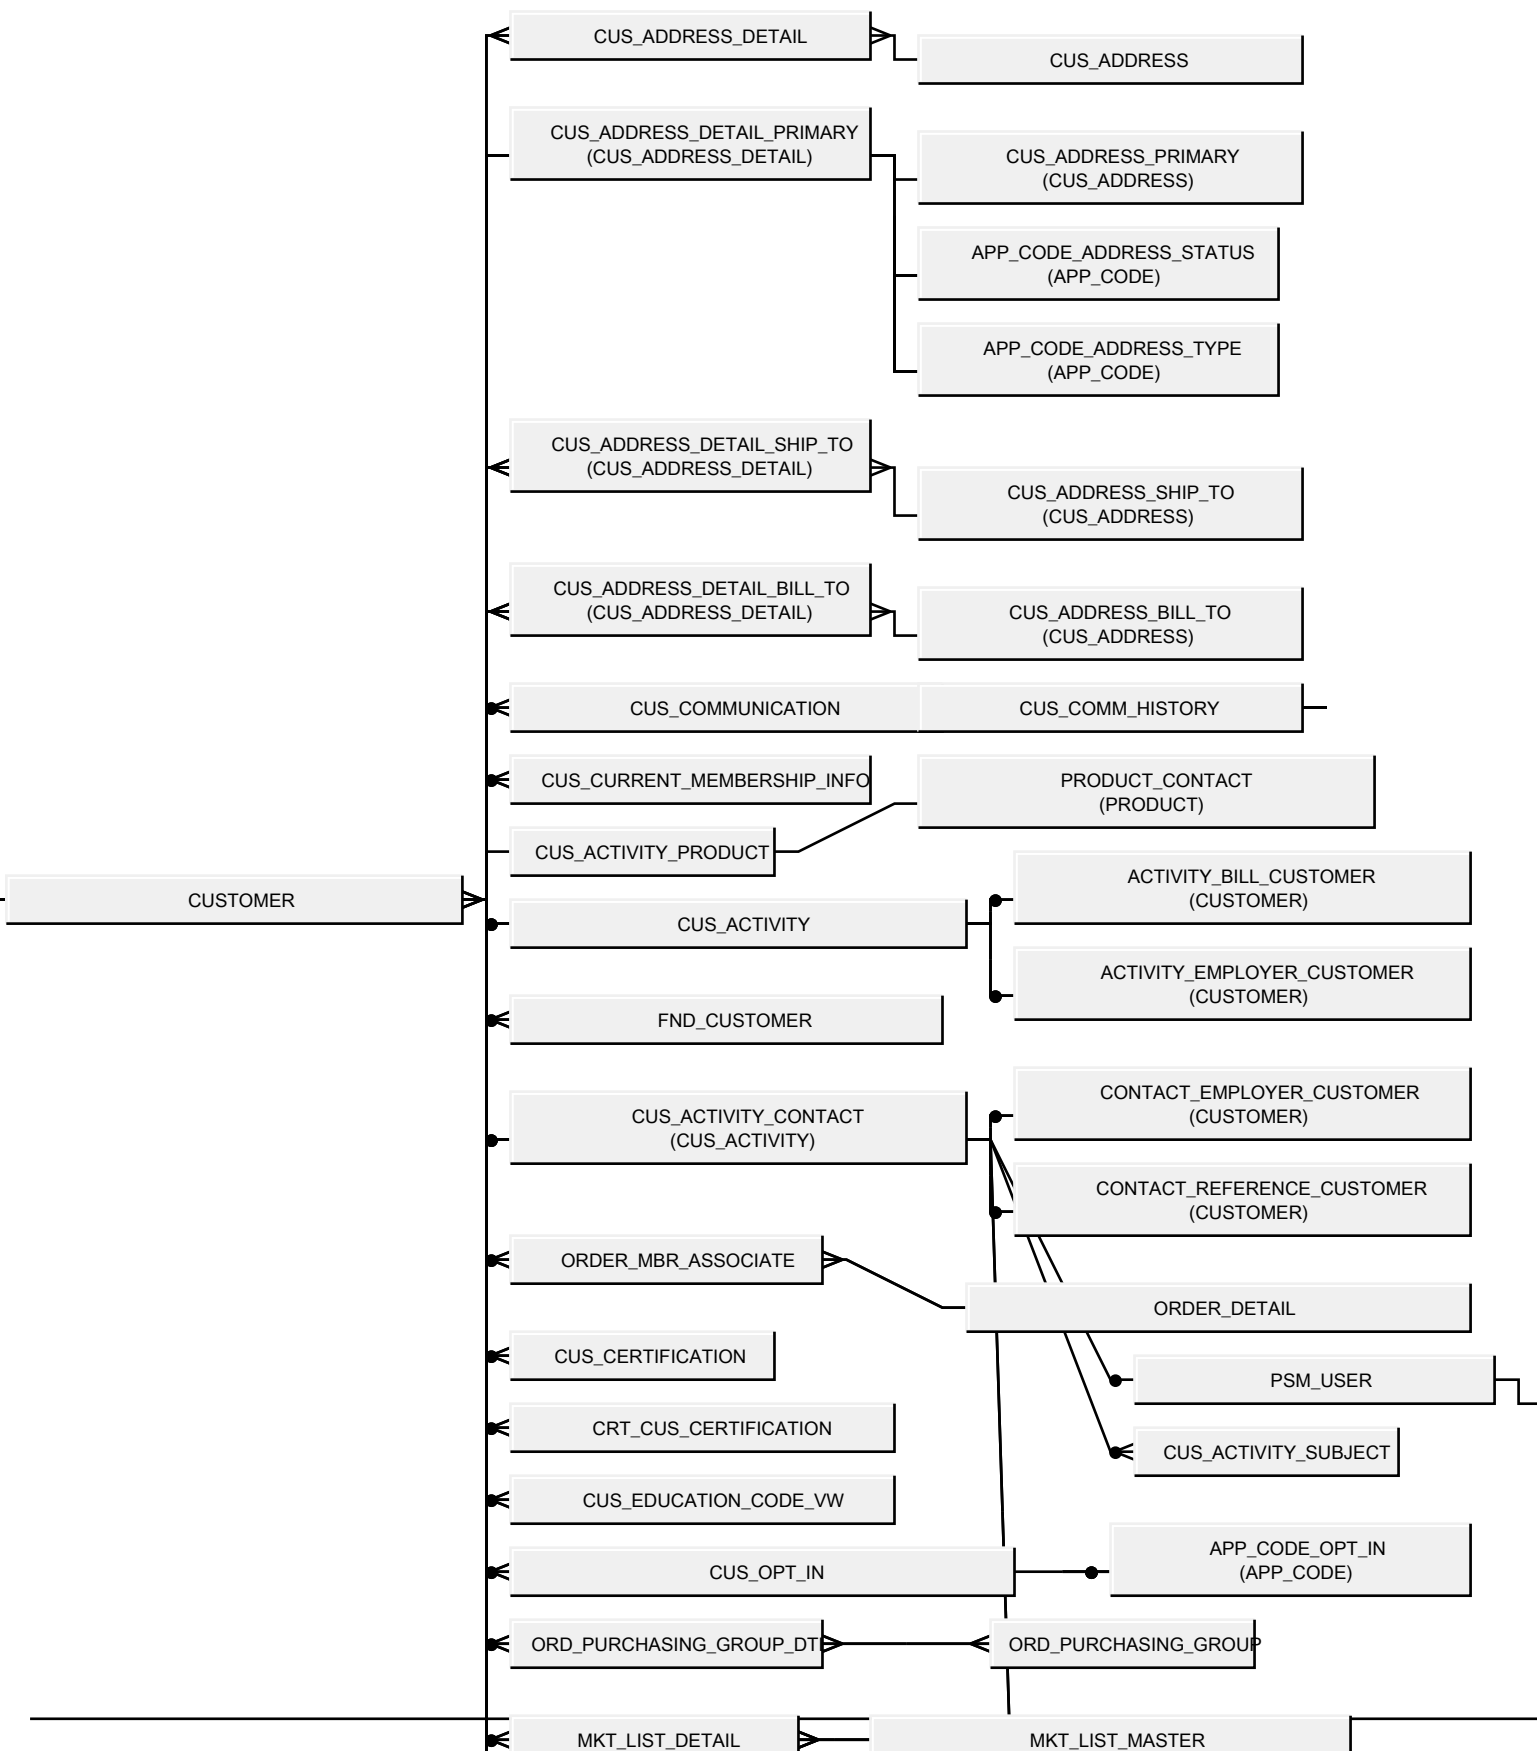 CUS_ADDRESS_DETAIL
CUS_ADDRESS
CUS_ADDRESS_DETAIL_PRIMARY
(CUS_ADDRESS_DETAIL)
CUS_ADDRESS_PRIMARY
(CUS_ADDRESS)
APP_CODE_ADDRESS_STATUS
(APP_CODE)
APP_CODE_ADDRESS_TYPE
(APP_CODE)
CUS_ADDRESS_DETAIL_SHIP_TO
(CUS_ADDRESS_DETAIL)
CUS_ADDRESS_SHIP_TO
(CUS_ADDRESS)
CUS_ADDRESS_DETAIL_BILL_TO
(CUS_ADDRESS_DETAIL)
CUS_ADDRESS_BILL_TO
(CUS_ADDRESS)
CUS_COMMUNICATION
CUS_COMM_HISTORY
CUS_CURRENT_MEMBERSHIP_INFO
PRODUCT_CONTACT
(PRODUCT)
CUS_ACTIVITY_PRODUCT
CUSTOMER
ACTIVITY_BILL_CUSTOMER
(CUSTOMER)
CUS_ACTIVITY
ACTIVITY_EMPLOYER_CUSTOMER
(CUSTOMER)
FND_CUSTOMER
CONTACT_EMPLOYER_CUSTOMER
(CUSTOMER)
CUS_ACTIVITY_CONTACT
(CUS_ACTIVITY)
CONTACT_REFERENCE_CUSTOMER
(CUSTOMER)
ORDER_MBR_ASSOCIATE
ORDER_DETAIL
CUS_CERTIFICATION
PSM_USER
CRT_CUS_CERTIFICATION
CUS_ACTIVITY_SUBJECT
CUS_EDUCATION_CODE_VW
APP_CODE_OPT_IN
(APP_CODE)
CUS_OPT_IN
ORD_PURCHASING_GROUP_DT
ORD_PURCHASING_GROUP
MKT_LIST_DETAIL
MKT_LIST_MASTER